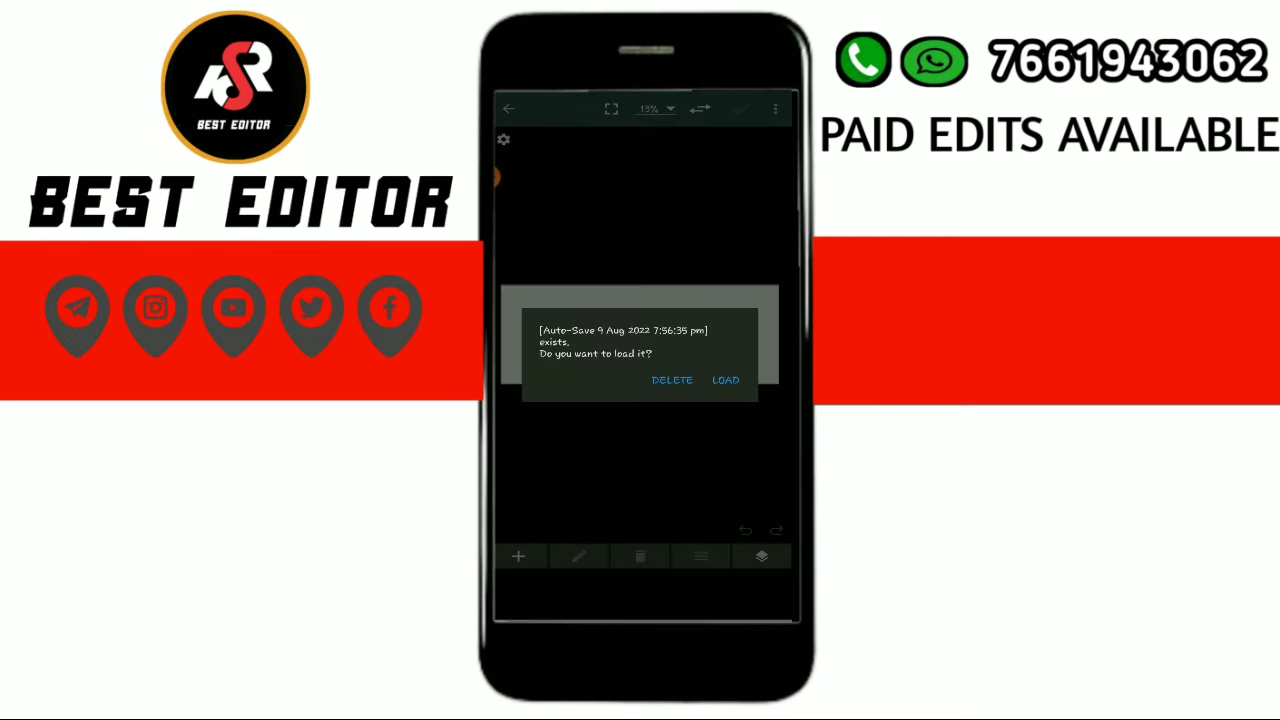 KSR
BEST EDITOR
BEST EDITOR
13%
[Auto-Save 9 Aug 2022 7:56:35 pm]
exists.
Do you want to load it?
DELETE LOAD
7661943062
PAID EDITS AVAILABLE